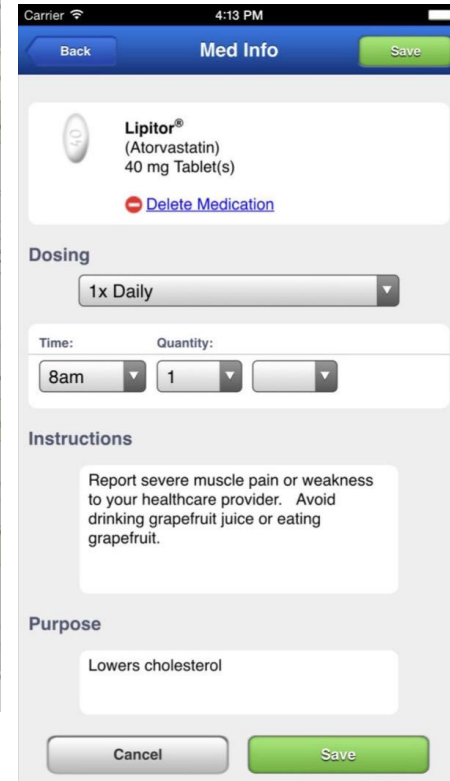 Carrier 4:13 PM
Back Med Info Save
Lipitor®
(Atorvastatin)
40 mg Tablet(s)
Delete Medication
Dosing
1x Daily
Time: Quantity:
8am 1
Instructions
Report severe muscle pain or weakness
to your healthcare provider. Avoid
drinking grapefruit juice or eating
grapefruit.
Purpose
Lowers cholesterol
Cancel Save